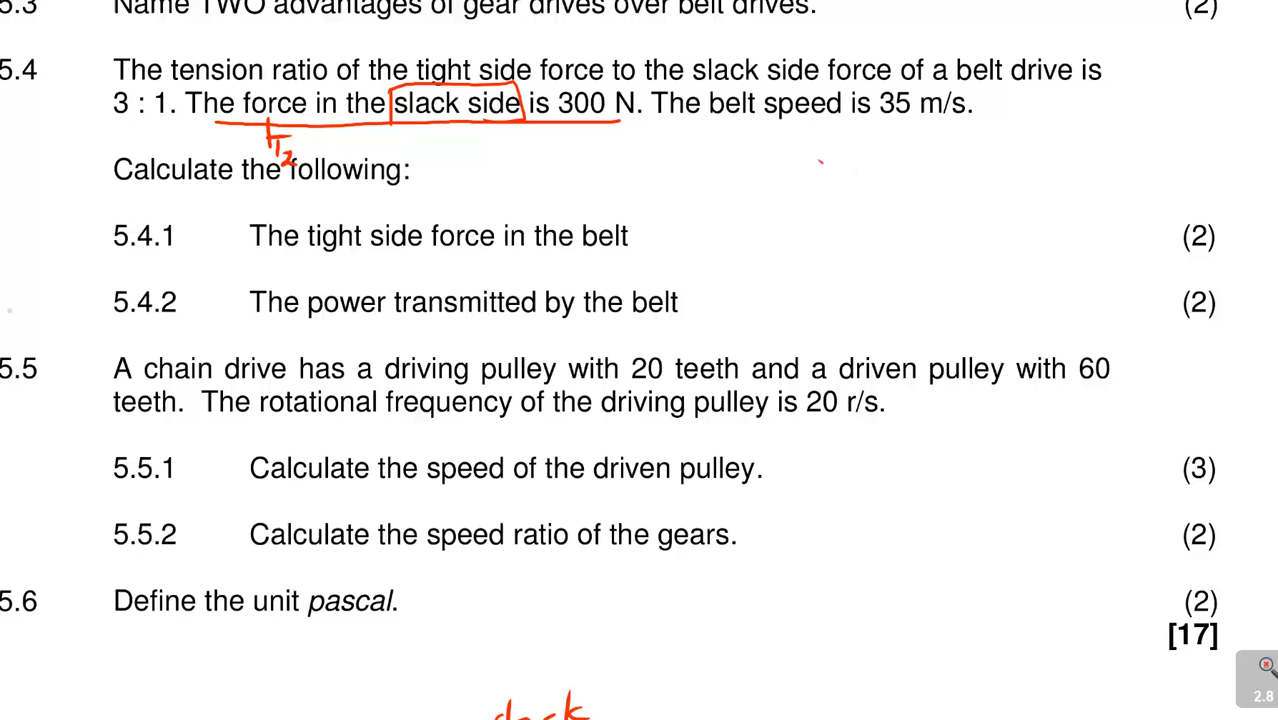 5.3 Name TWO advantages of gear drives over belt drives. (2)
5.4 The tension ratio of the tight side force to the slack side force of a belt drive is
3 : 1. The force in the slack side is 300 N. The belt speed is 35 m/s.
T2
Calculate the following:
5.4.1 The tight side force in the belt (2)
5.4.2 The power transmitted by the belt (2)
5.5 A chain drive has a driving pulley with 20 teeth and a driven pulley with 60
teeth. The rotational frequency of the driving pulley is 20 r/s.
5.5.1 Calculate the speed of the driven pulley. (3)
5.5.2 Calculate the speed ratio of the gears. (2)
5.6 Define the unit pascal. (2)
[17]
slack
2.8